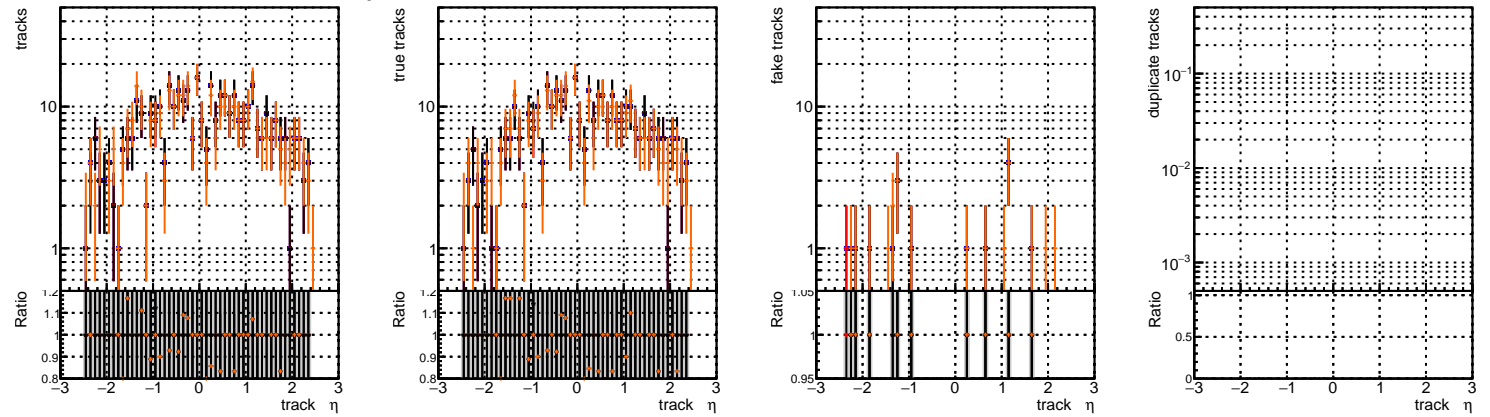 tracks
10
1
Ratio
1.2
1.1
1
0.9
0.8
−3 −2 −1 0 1 2 3
track η
true tracks
10
1
Ratio
1.2
1.1
1
0.9
0.8
−3 −2 −1 0 1 2 3
track η
fake tracks
10
1
Ratio
1.05
1
0.95
−3 −2 −1 0 1 2 3
track η
duplicate tracks
10⁻¹
10⁻²
10⁻³
Ratio
1
0.5
0
−3 −2 −1 0 1 2 3
track η